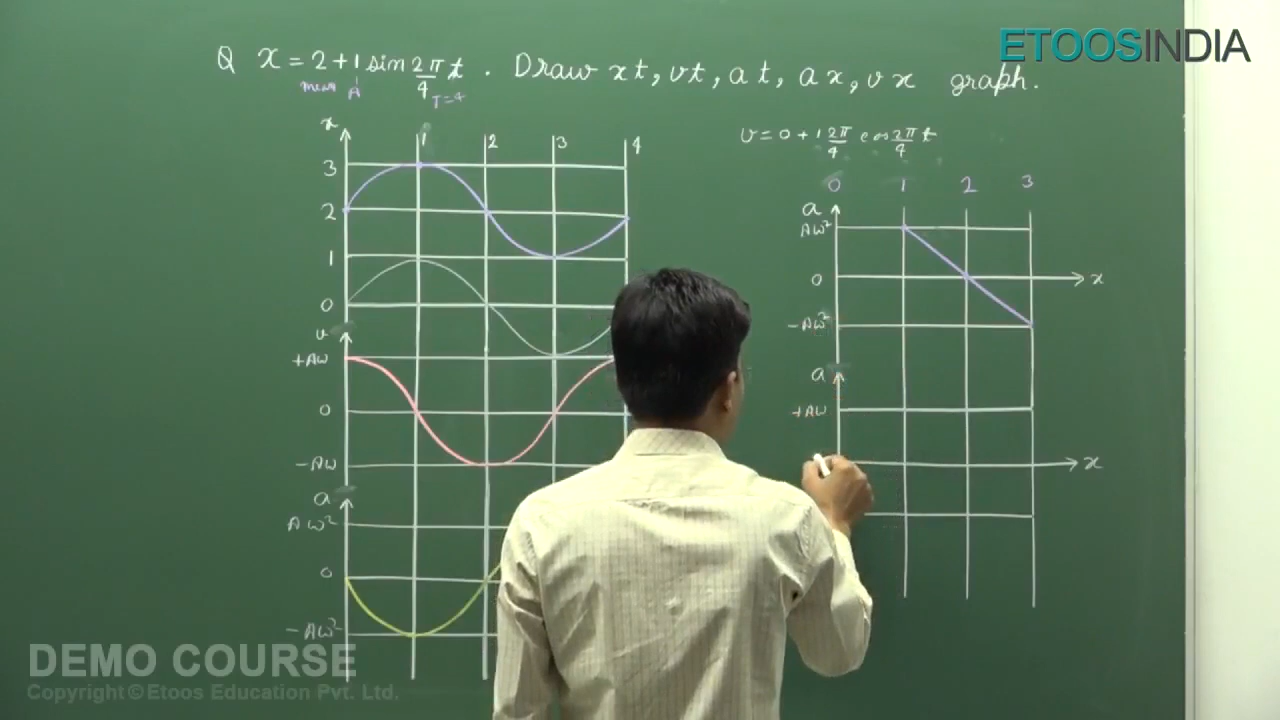 ETOOSINDIA
Q x = 2 + 1 sin 2π/4 t . Draw xt, vt, at, ax, vx graph.
mean A T=4
x 1 2 3 4
3
2
1
0
v
+Aω
0
-Aω
a
Aω²
0
-Aω²
v = 0 + 1 2π/4 cos 2π/4 t
0 1 2 3
a
Aω²
0 x
-Aω²
a
+Aω
x
DEMO COURSE
Copyright © Etoos Education Pvt. Ltd.